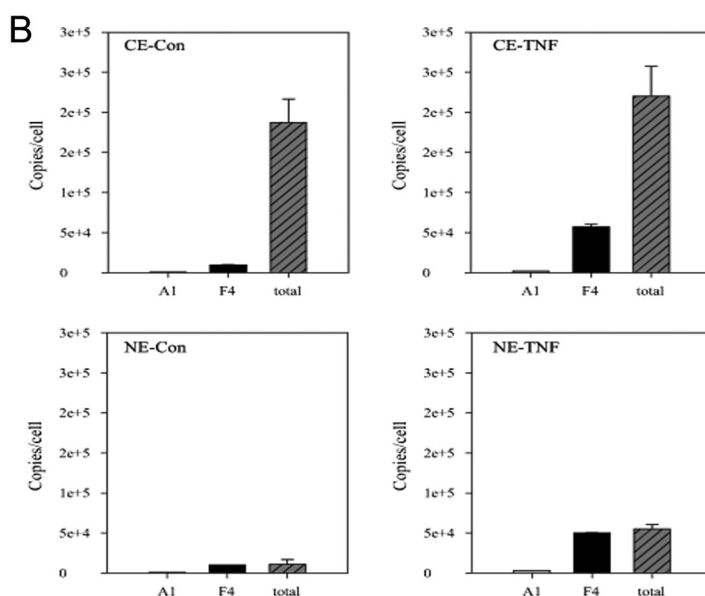 B
CE-Con
Copies/cell
3e+5
3e+5
2e+5
2e+5
1e+5
5e+4
0
A1 F4 total
CE-TNF
Copies/cell
3e+5
3e+5
2e+5
2e+5
1e+5
5e+4
0
A1 F4 total
NE-Con
Copies/cell
3e+5
3e+5
2e+5
2e+5
1e+5
5e+4
0
A1 F4 total
NE-TNF
Copies/cell
3e+5
3e+5
2e+5
2e+5
1e+5
5e+4
0
A1 F4 total